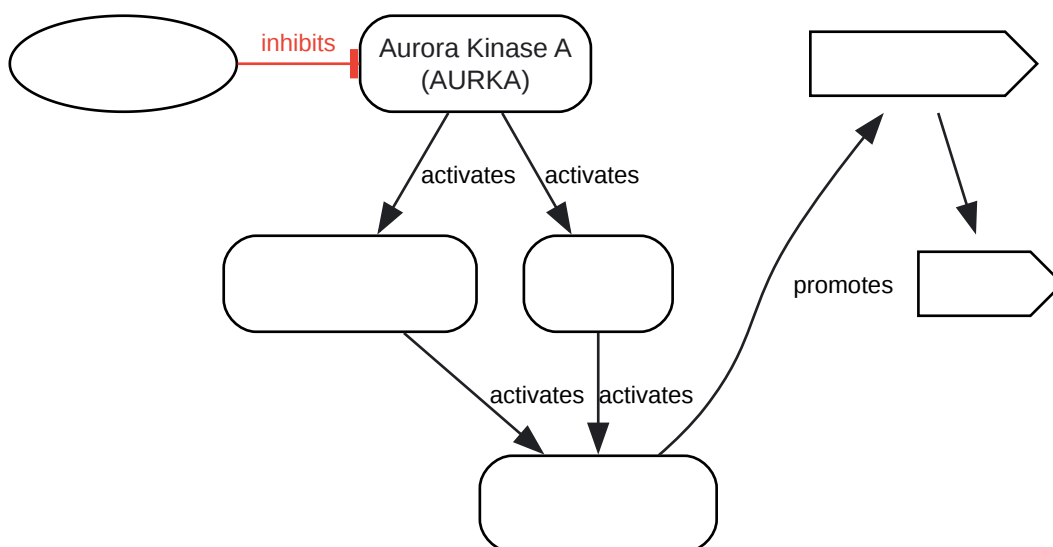 inhibits
Aurora Kinase A
(AURKA)
activates
activates
promotes
activates
activates